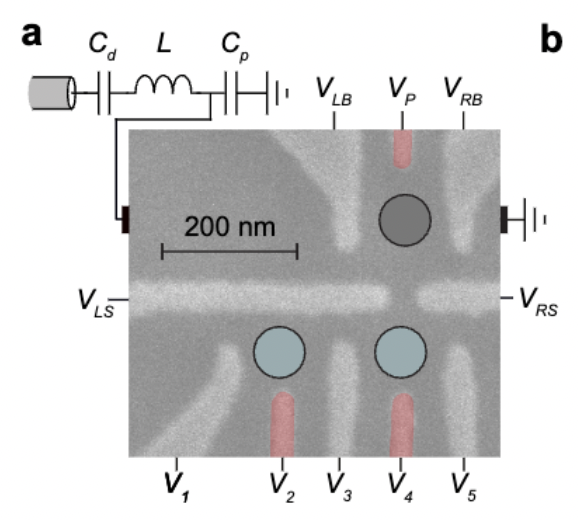 a
b
C_d L C_p
V_LB V_P V_RB
200 nm
V_LS V_RS
V_1 V_2 V_3 V_4 V_5